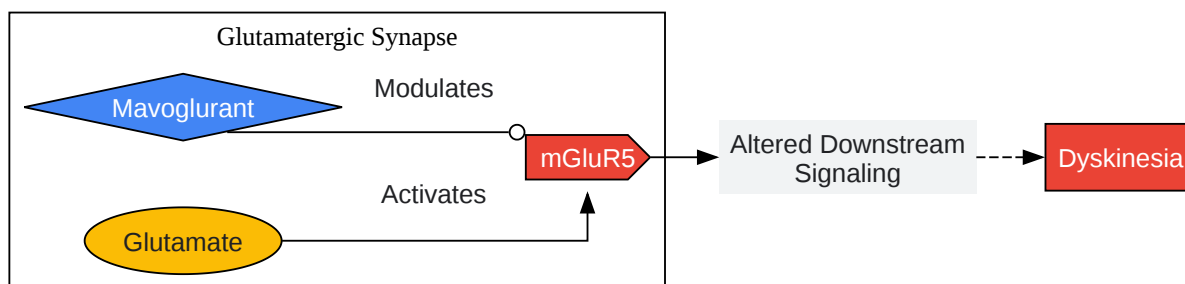 Glutamatergic Synapse
Modulates
Mavoglurant
mGluR5
Altered Downstream
Signaling
Dyskinesia
Activates
Glutamate